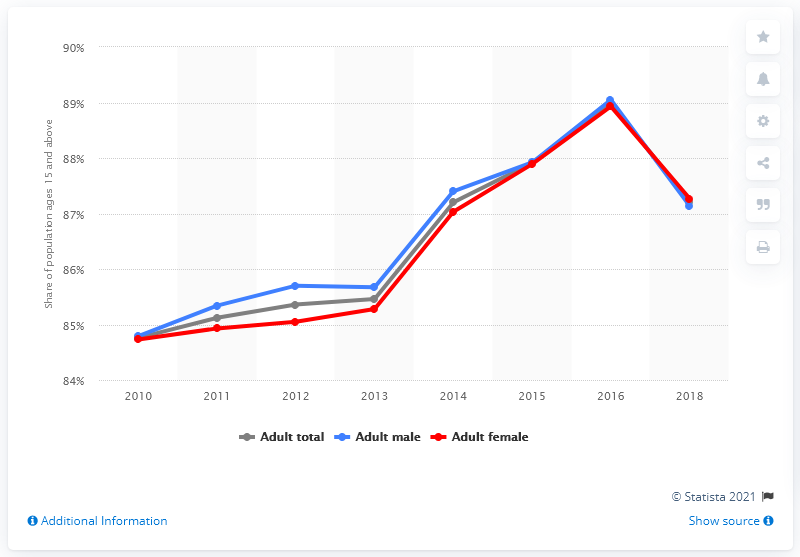 90%
89%
88%
87%
86%
85%
84%
Share of population ages 15 and above
2010 2011 2012 2013 2014 2015 2016 2018
Adult total Adult male Adult female
© Statista 2021
Additional Information
Show source